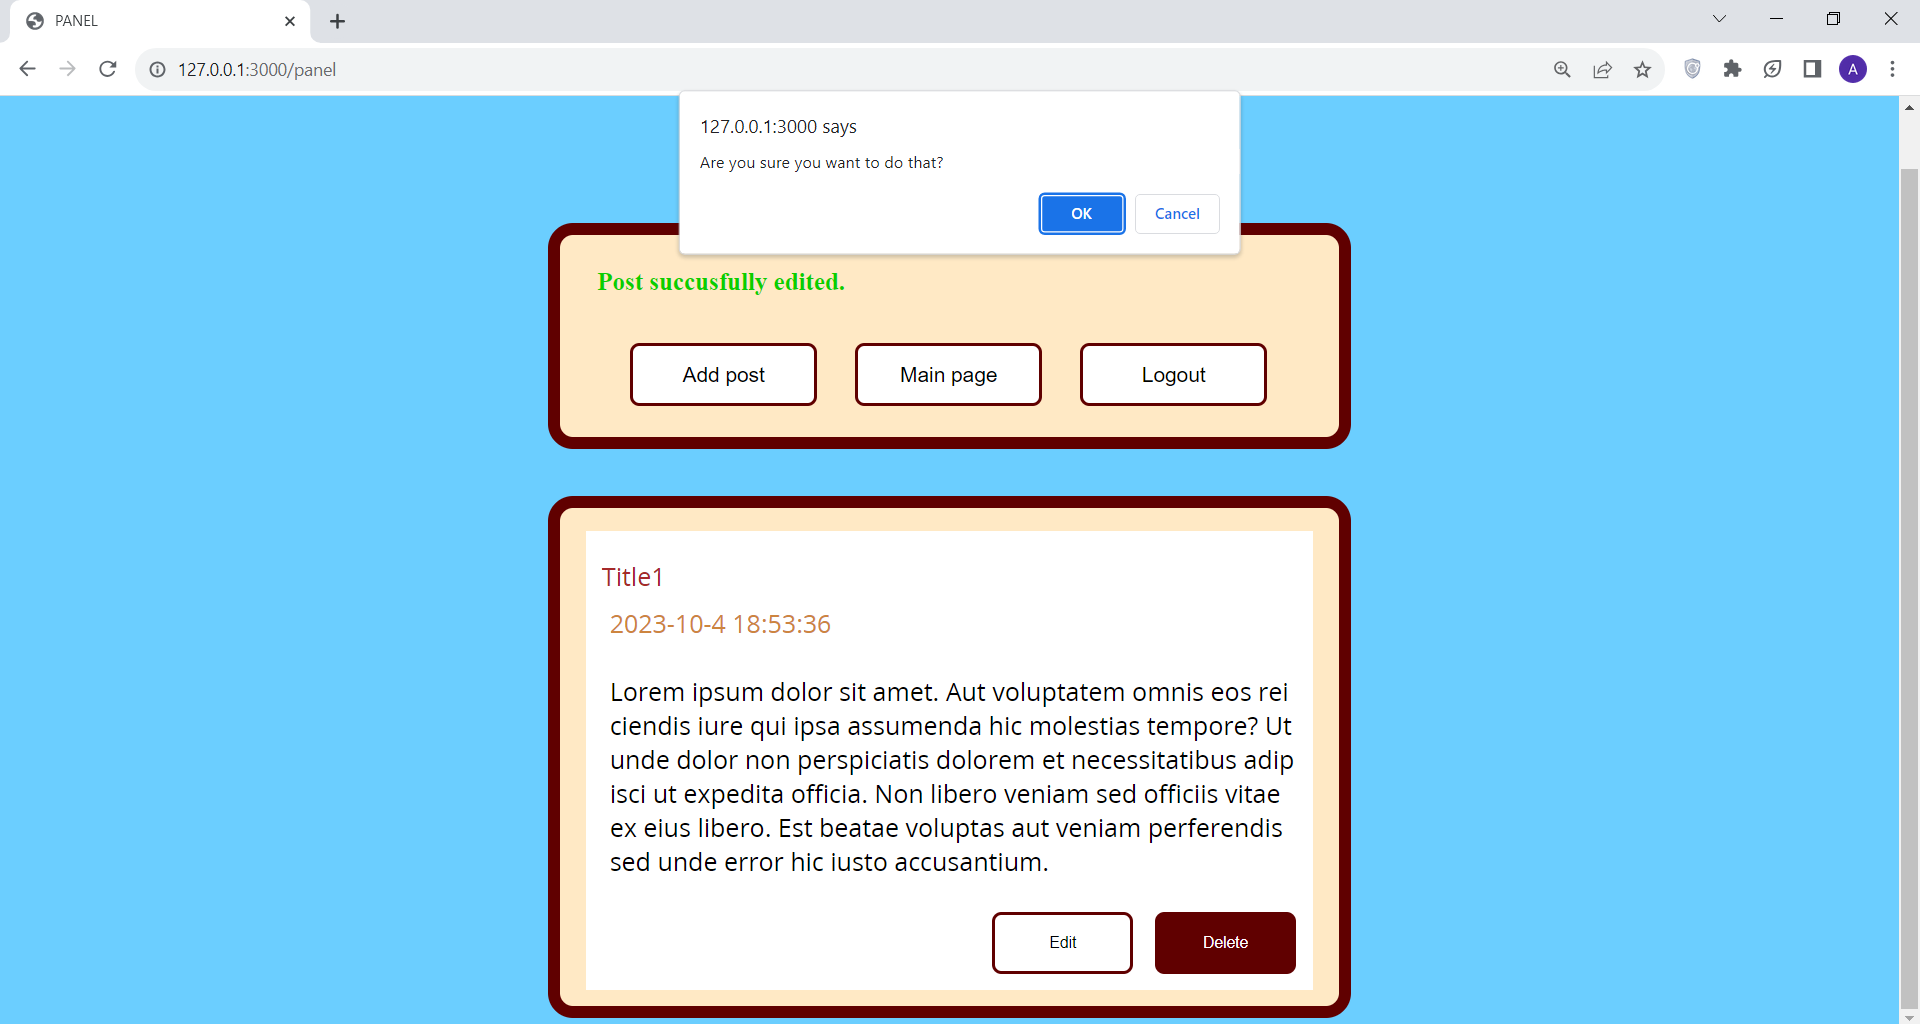 PANEL
127.0.0.1:3000/panel
A
127.0.0.1:3000 says
Are you sure you want to do that?
OK Cancel
Post succusfully edited.
Add post Main page Logout
Title1
2023-10-4 18:53:36
Lorem ipsum dolor sit amet. Aut voluptatem omnis eos rei
ciendis iure qui ipsa assumenda hic molestias tempore? Ut
unde dolor non perspiciatis dolorem et necessitatibus adip
isci ut expedita officia. Non libero veniam sed officiis vitae
ex eius libero. Est beatae voluptas aut veniam perferendis
sed unde error hic iusto accusantium.
Edit Delete